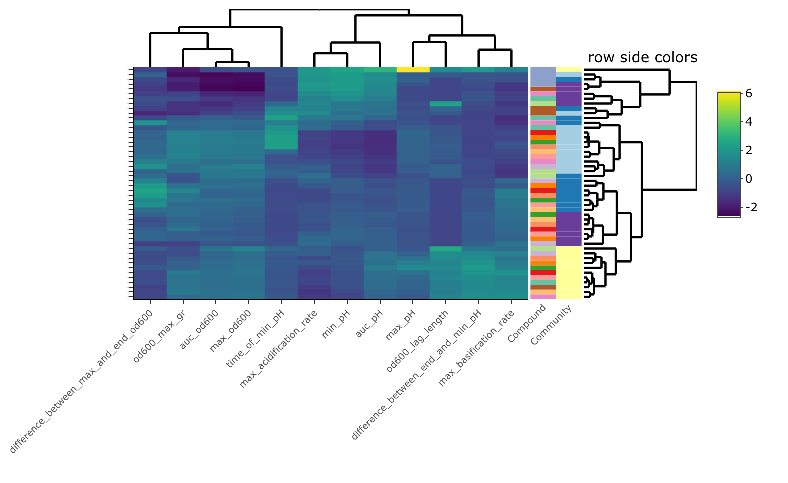 row side colors
6
4
2
0
-2
difference_between_max_and_end_od600
od600_max_gr
auc_od600
max_od600
time_of_min_pH
max_acidification_rate
min_pH
auc_pH
max_pH
od600_lag_length
difference_between_end_and_min_pH
max_basification_rate
Compound
Community